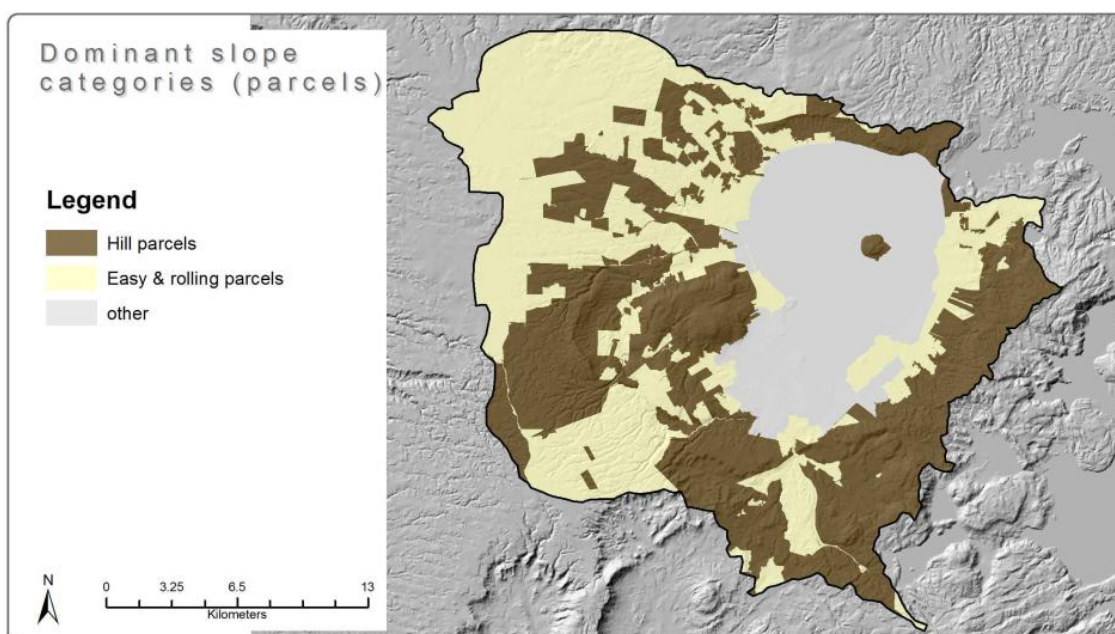 Dominant slope
categories (parcels)
Legend
Hill parcels
Easy & rolling parcels
other
N
0 3.25 6.5 13
Kilometers